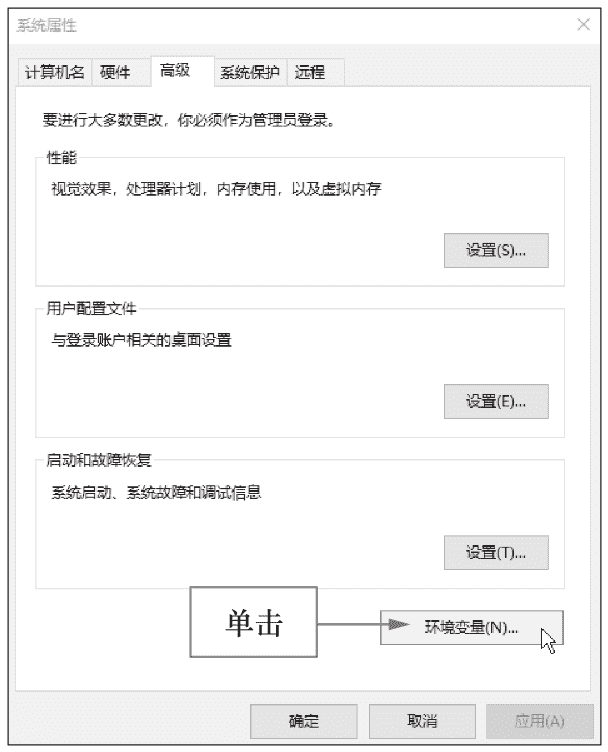 系统属性
计算机名 硬件 高级 系统保护 远程
要进行大多数更改，你必须作为管理员登录。
性能
视觉效果，处理器计划，内存使用，以及虚拟内存
设置(S)...
用户配置文件
与登录账户相关的桌面设置
设置(E)...
启动和故障恢复
系统启动、系统故障和调试信息
设置(T)...
单击
环境变量(N)...
确定 取消 应用(A)